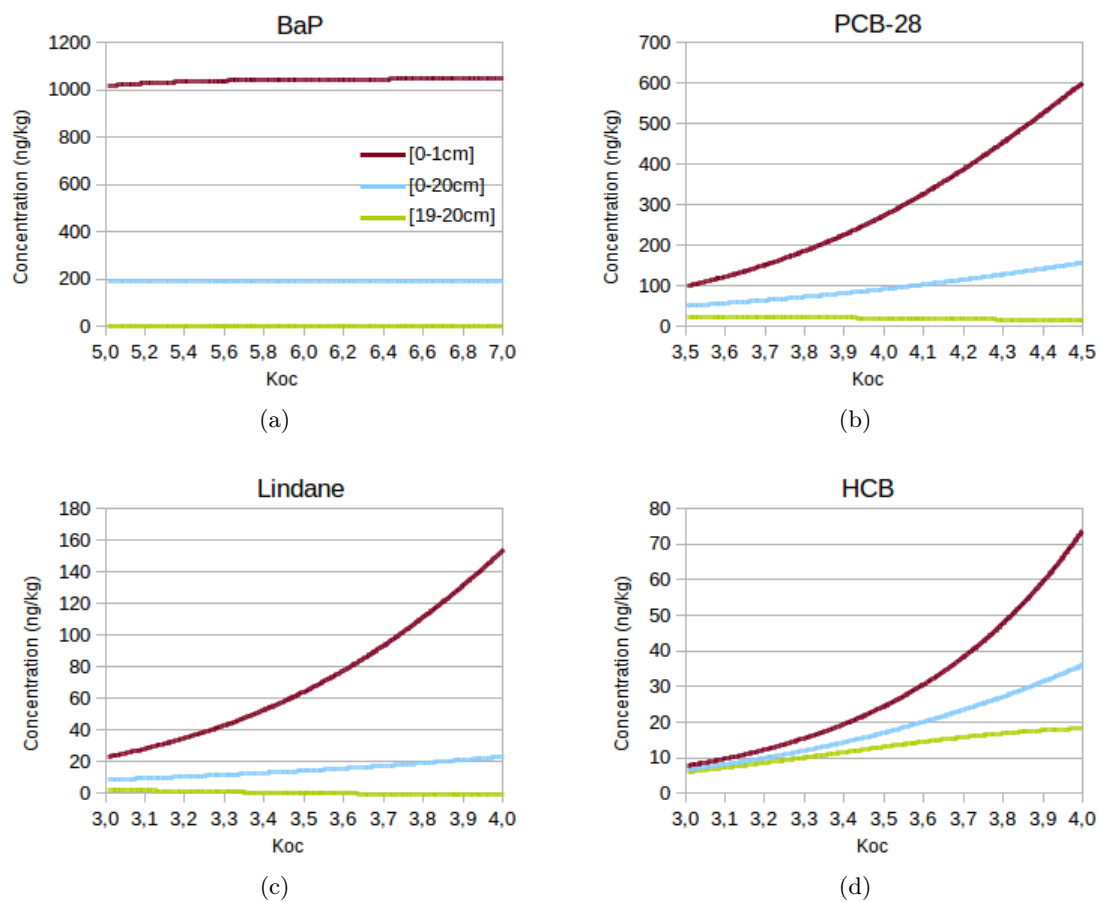 BaP
1200
1000
800
600
400
200
0
Concentration (ng/kg)
[0-1cm]
[0-20cm]
[19-20cm]
5,0 5,2 5,4 5,6 5,8 6,0 6,2 6,4 6,6 6,8 7,0
Koc
(a)
PCB-28
700
600
500
400
300
200
100
0
Concentration (ng/kg)
3,5 3,6 3,7 3,8 3,9 4,0 4,1 4,2 4,3 4,4 4,5
Koc
(b)
Lindane
180
160
140
120
100
80
60
40
20
0
Concentration (ng/kg)
3,0 3,1 3,2 3,3 3,4 3,5 3,6 3,7 3,8 3,9 4,0
Koc
(c)
HCB
80
70
60
50
40
30
20
10
0
Concentration (ng/kg)
3,0 3,1 3,2 3,3 3,4 3,5 3,6 3,7 3,8 3,9 4,0
Koc
(d)